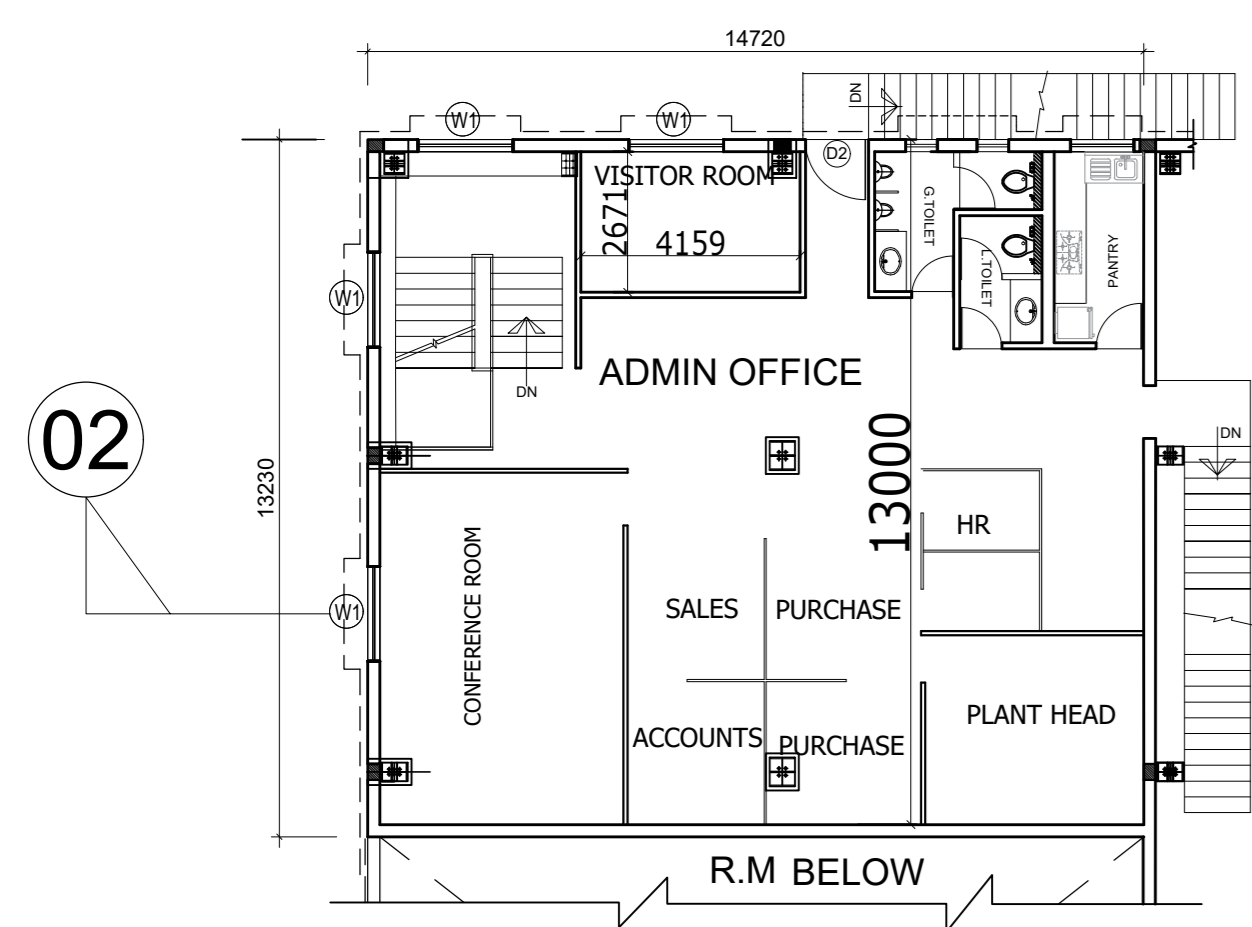 14720
DN
W1
W1
D2
VISITOR ROOM
2671
4159
G.TOILET
L.TOILET
PANTRY
W1
ADMIN OFFICE
DN
02
13230
13000
DN
HR
CONFERENCE ROOM
SALES
PURCHASE
W1
PLANT HEAD
ACCOUNTS
PURCHASE
R.M BELOW